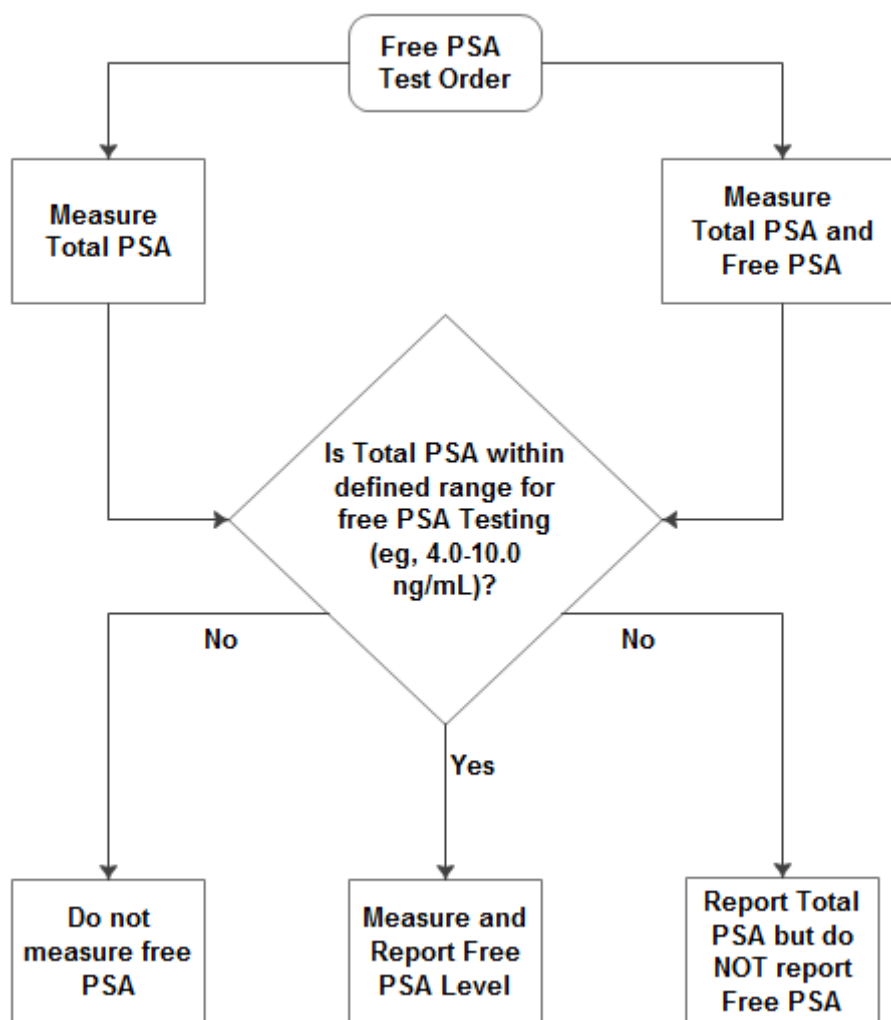 Free PSA
Test Order
Measure
Total PSA
Measure
Total PSA and
Free PSA
Is Total PSA within
defined range for
free PSA Testing
(eg, 4.0-10.0
ng/mL)?
No
No
Yes
Do not
measure free
PSA
Measure and
Report Free
PSA Level
Report Total
PSA but do
NOT report
Free PSA